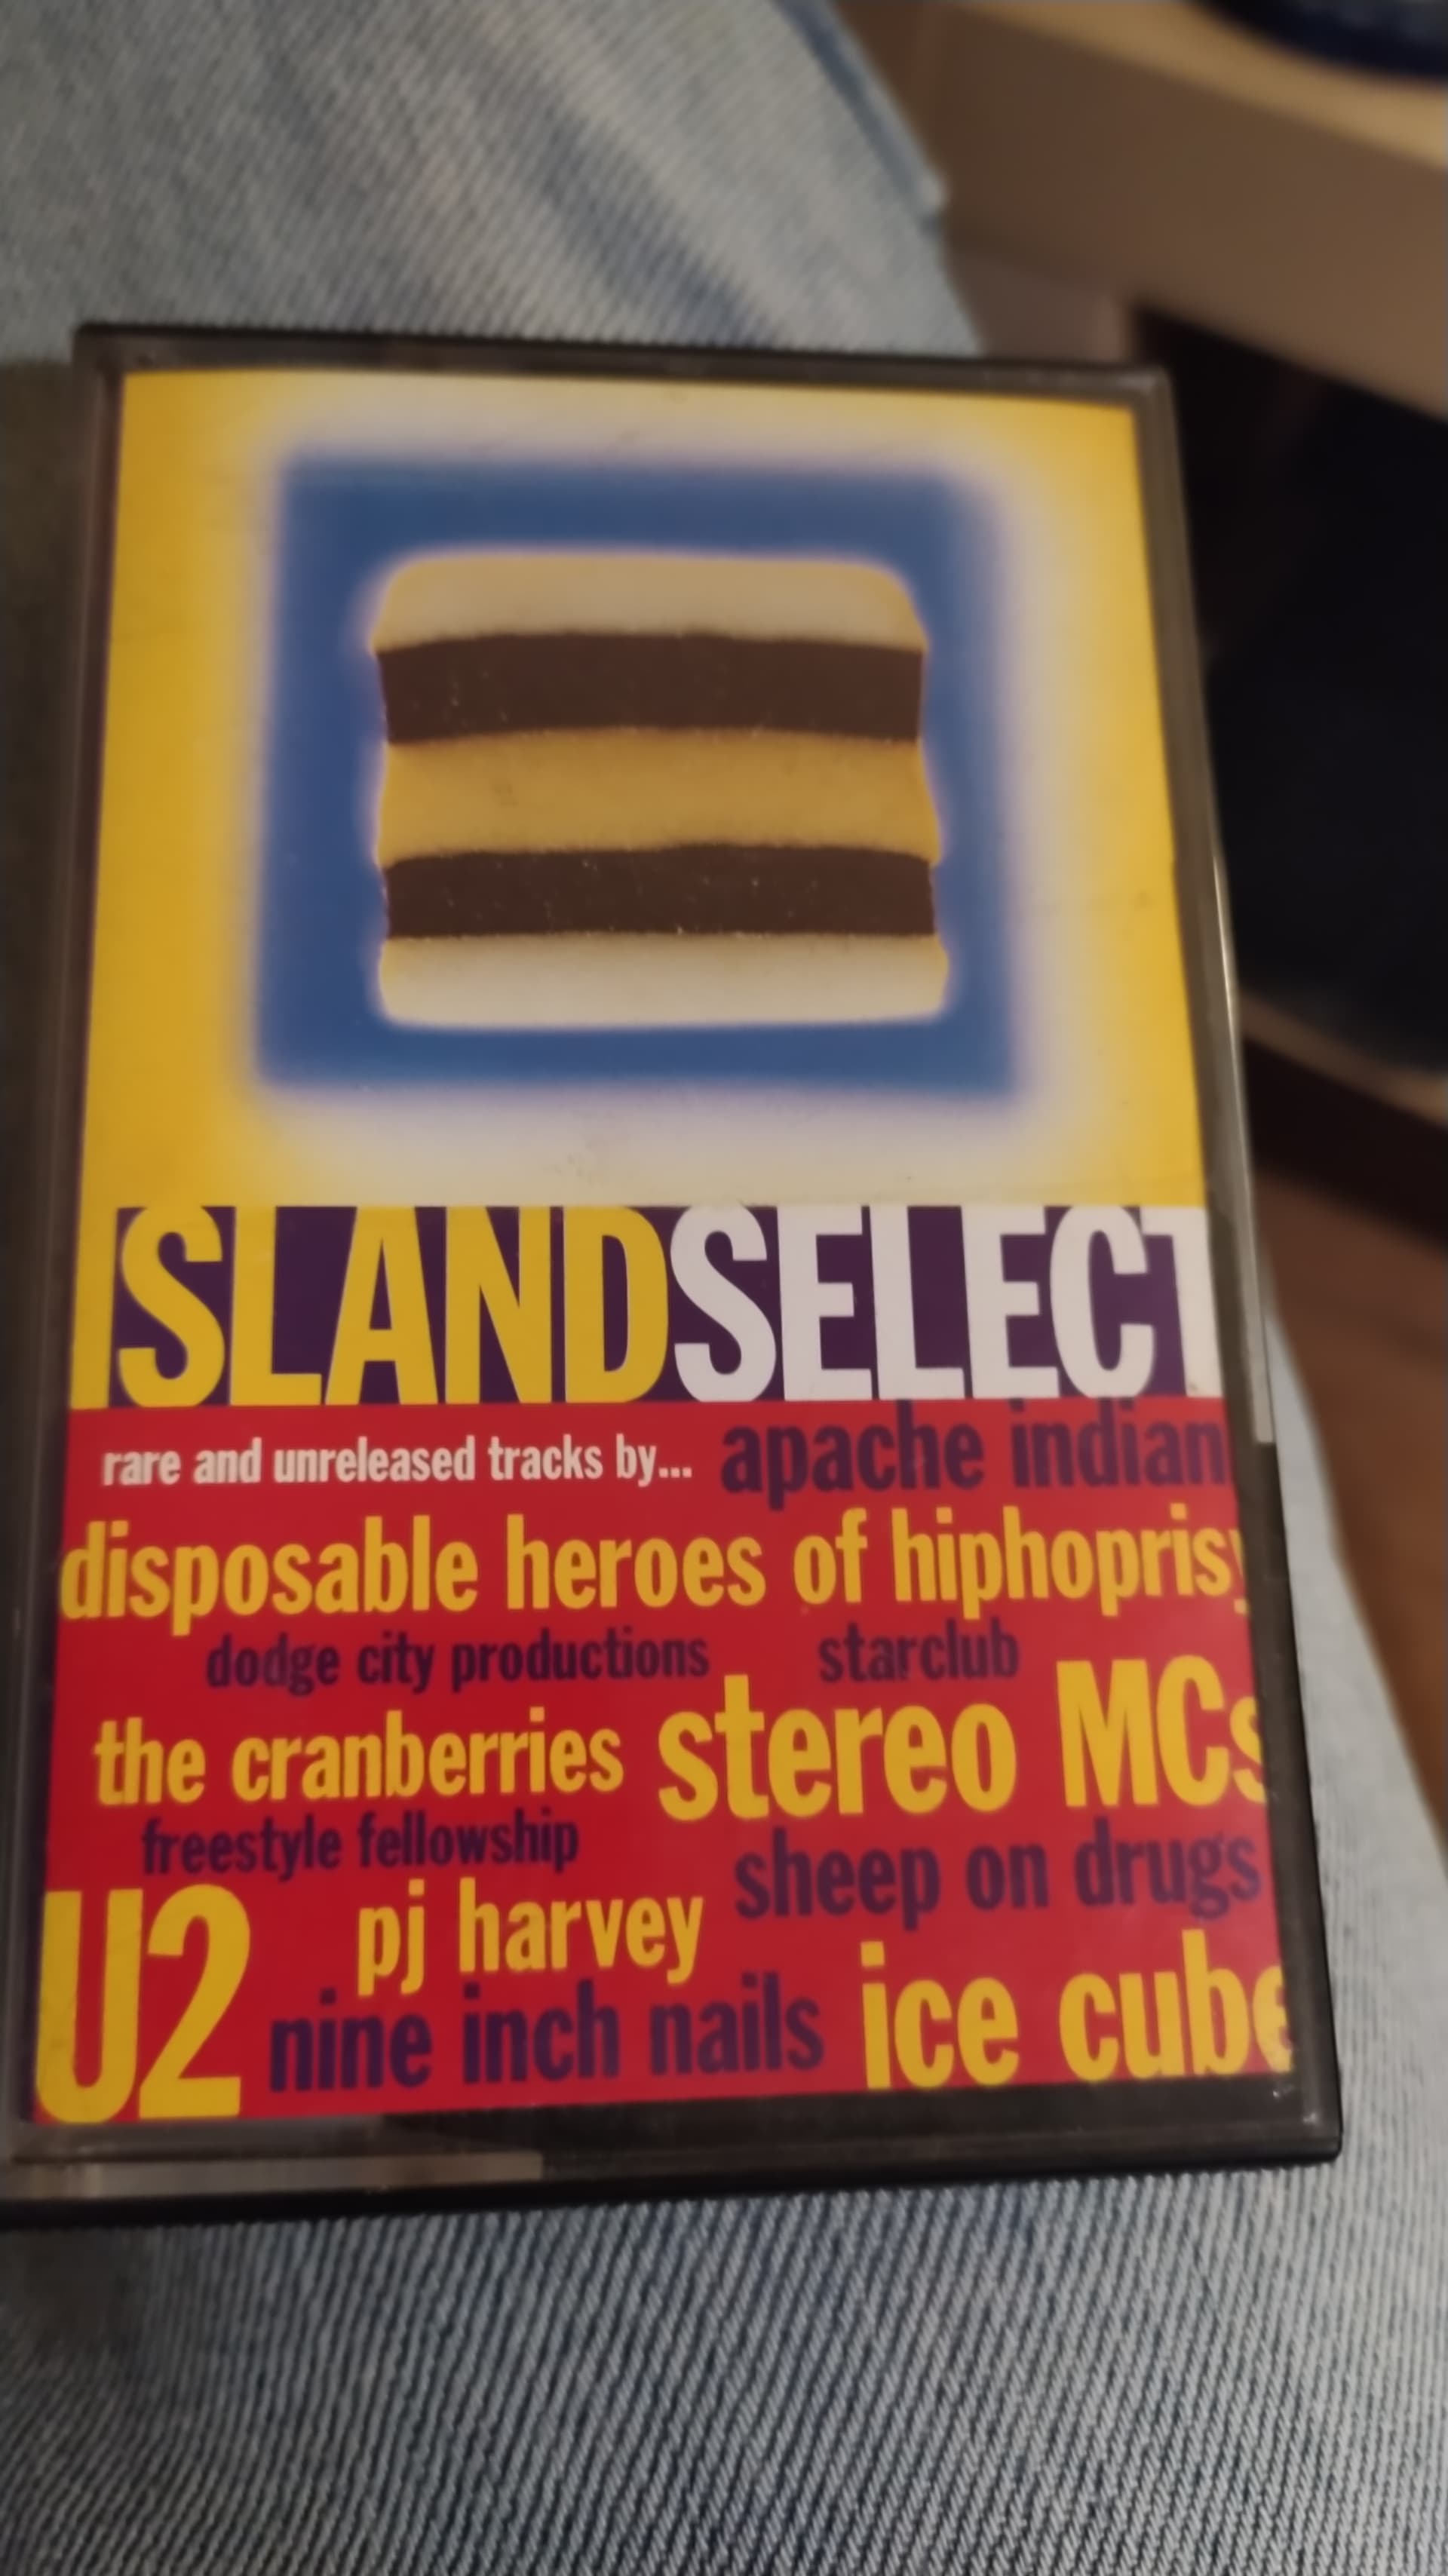 ISLANDSELECT
rare and unreleased tracks by... apache indian
disposable heroes of hiphoprisy
dodge city productions starclub
the cranberries stereo MCs
freestyle fellowship sheep on drugs
U2 pj harvey
nine inch nails ice cube